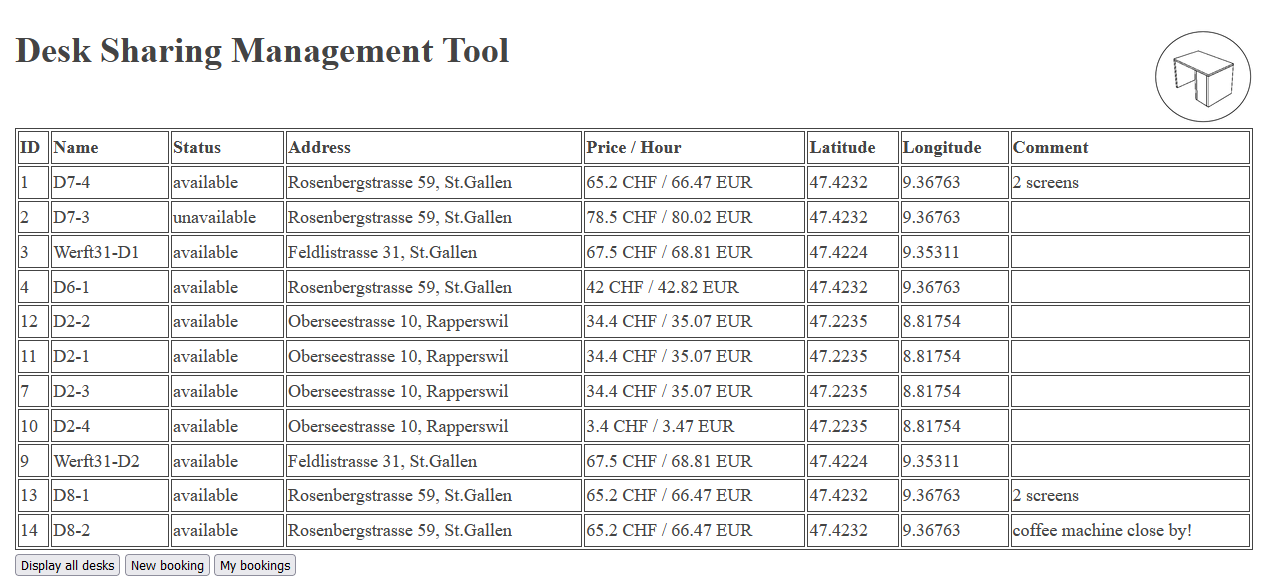 Desk Sharing Management Tool
ID Name Status Address Price / Hour Latitude Longitude Comment
1 D7-4 available Rosenbergstrasse 59, St.Gallen 65.2 CHF / 66.47 EUR 47.4232 9.36763 2 screens
2 D7-3 unavailable Rosenbergstrasse 59, St.Gallen 78.5 CHF / 80.02 EUR 47.4232 9.36763
3 Werft31-D1 available Feldlistrasse 31, St.Gallen 67.5 CHF / 68.81 EUR 47.4224 9.35311
4 D6-1 available Rosenbergstrasse 59, St.Gallen 42 CHF / 42.82 EUR 47.4232 9.36763
12 D2-2 available Oberseestrasse 10, Rapperswil 34.4 CHF / 35.07 EUR 47.2235 8.81754
11 D2-1 available Oberseestrasse 10, Rapperswil 34.4 CHF / 35.07 EUR 47.2235 8.81754
7 D2-3 available Oberseestrasse 10, Rapperswil 34.4 CHF / 35.07 EUR 47.2235 8.81754
10 D2-4 available Oberseestrasse 10, Rapperswil 3.4 CHF / 3.47 EUR 47.2235 8.81754
9 Werft31-D2 available Feldlistrasse 31, St.Gallen 67.5 CHF / 68.81 EUR 47.4224 9.35311
13 D8-1 available Rosenbergstrasse 59, St.Gallen 65.2 CHF / 66.47 EUR 47.4232 9.36763 2 screens
14 D8-2 available Rosenbergstrasse 59, St.Gallen 65.2 CHF / 66.47 EUR 47.4232 9.36763 coffee machine close by!
Display all desks New booking My bookings